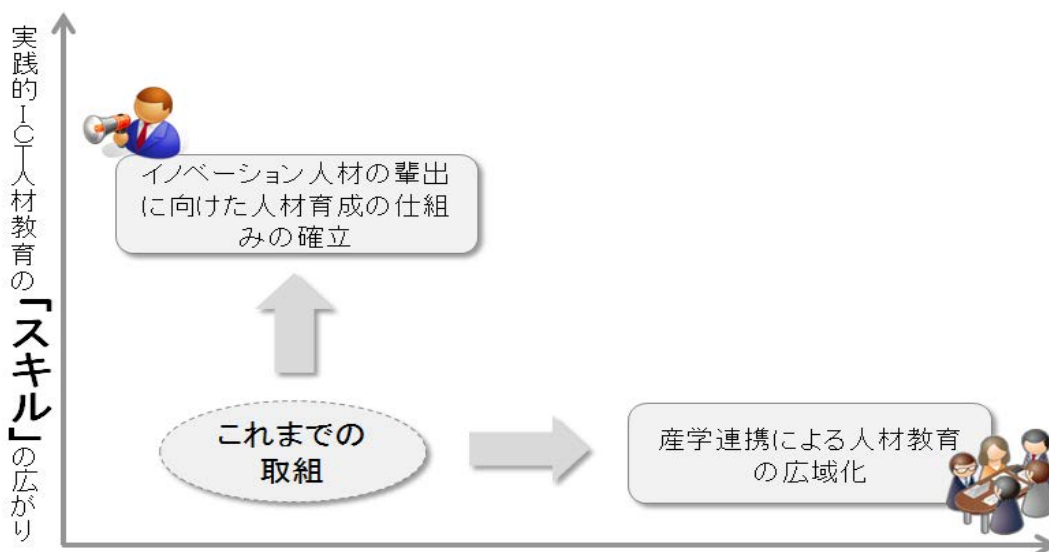 実践的ICT人材教育の「スキル」の広がり
イノベーション人材の輩出
に向けた人材育成の仕組
みの確立
これまでの
取組
産学連携による人材教育
の広域化